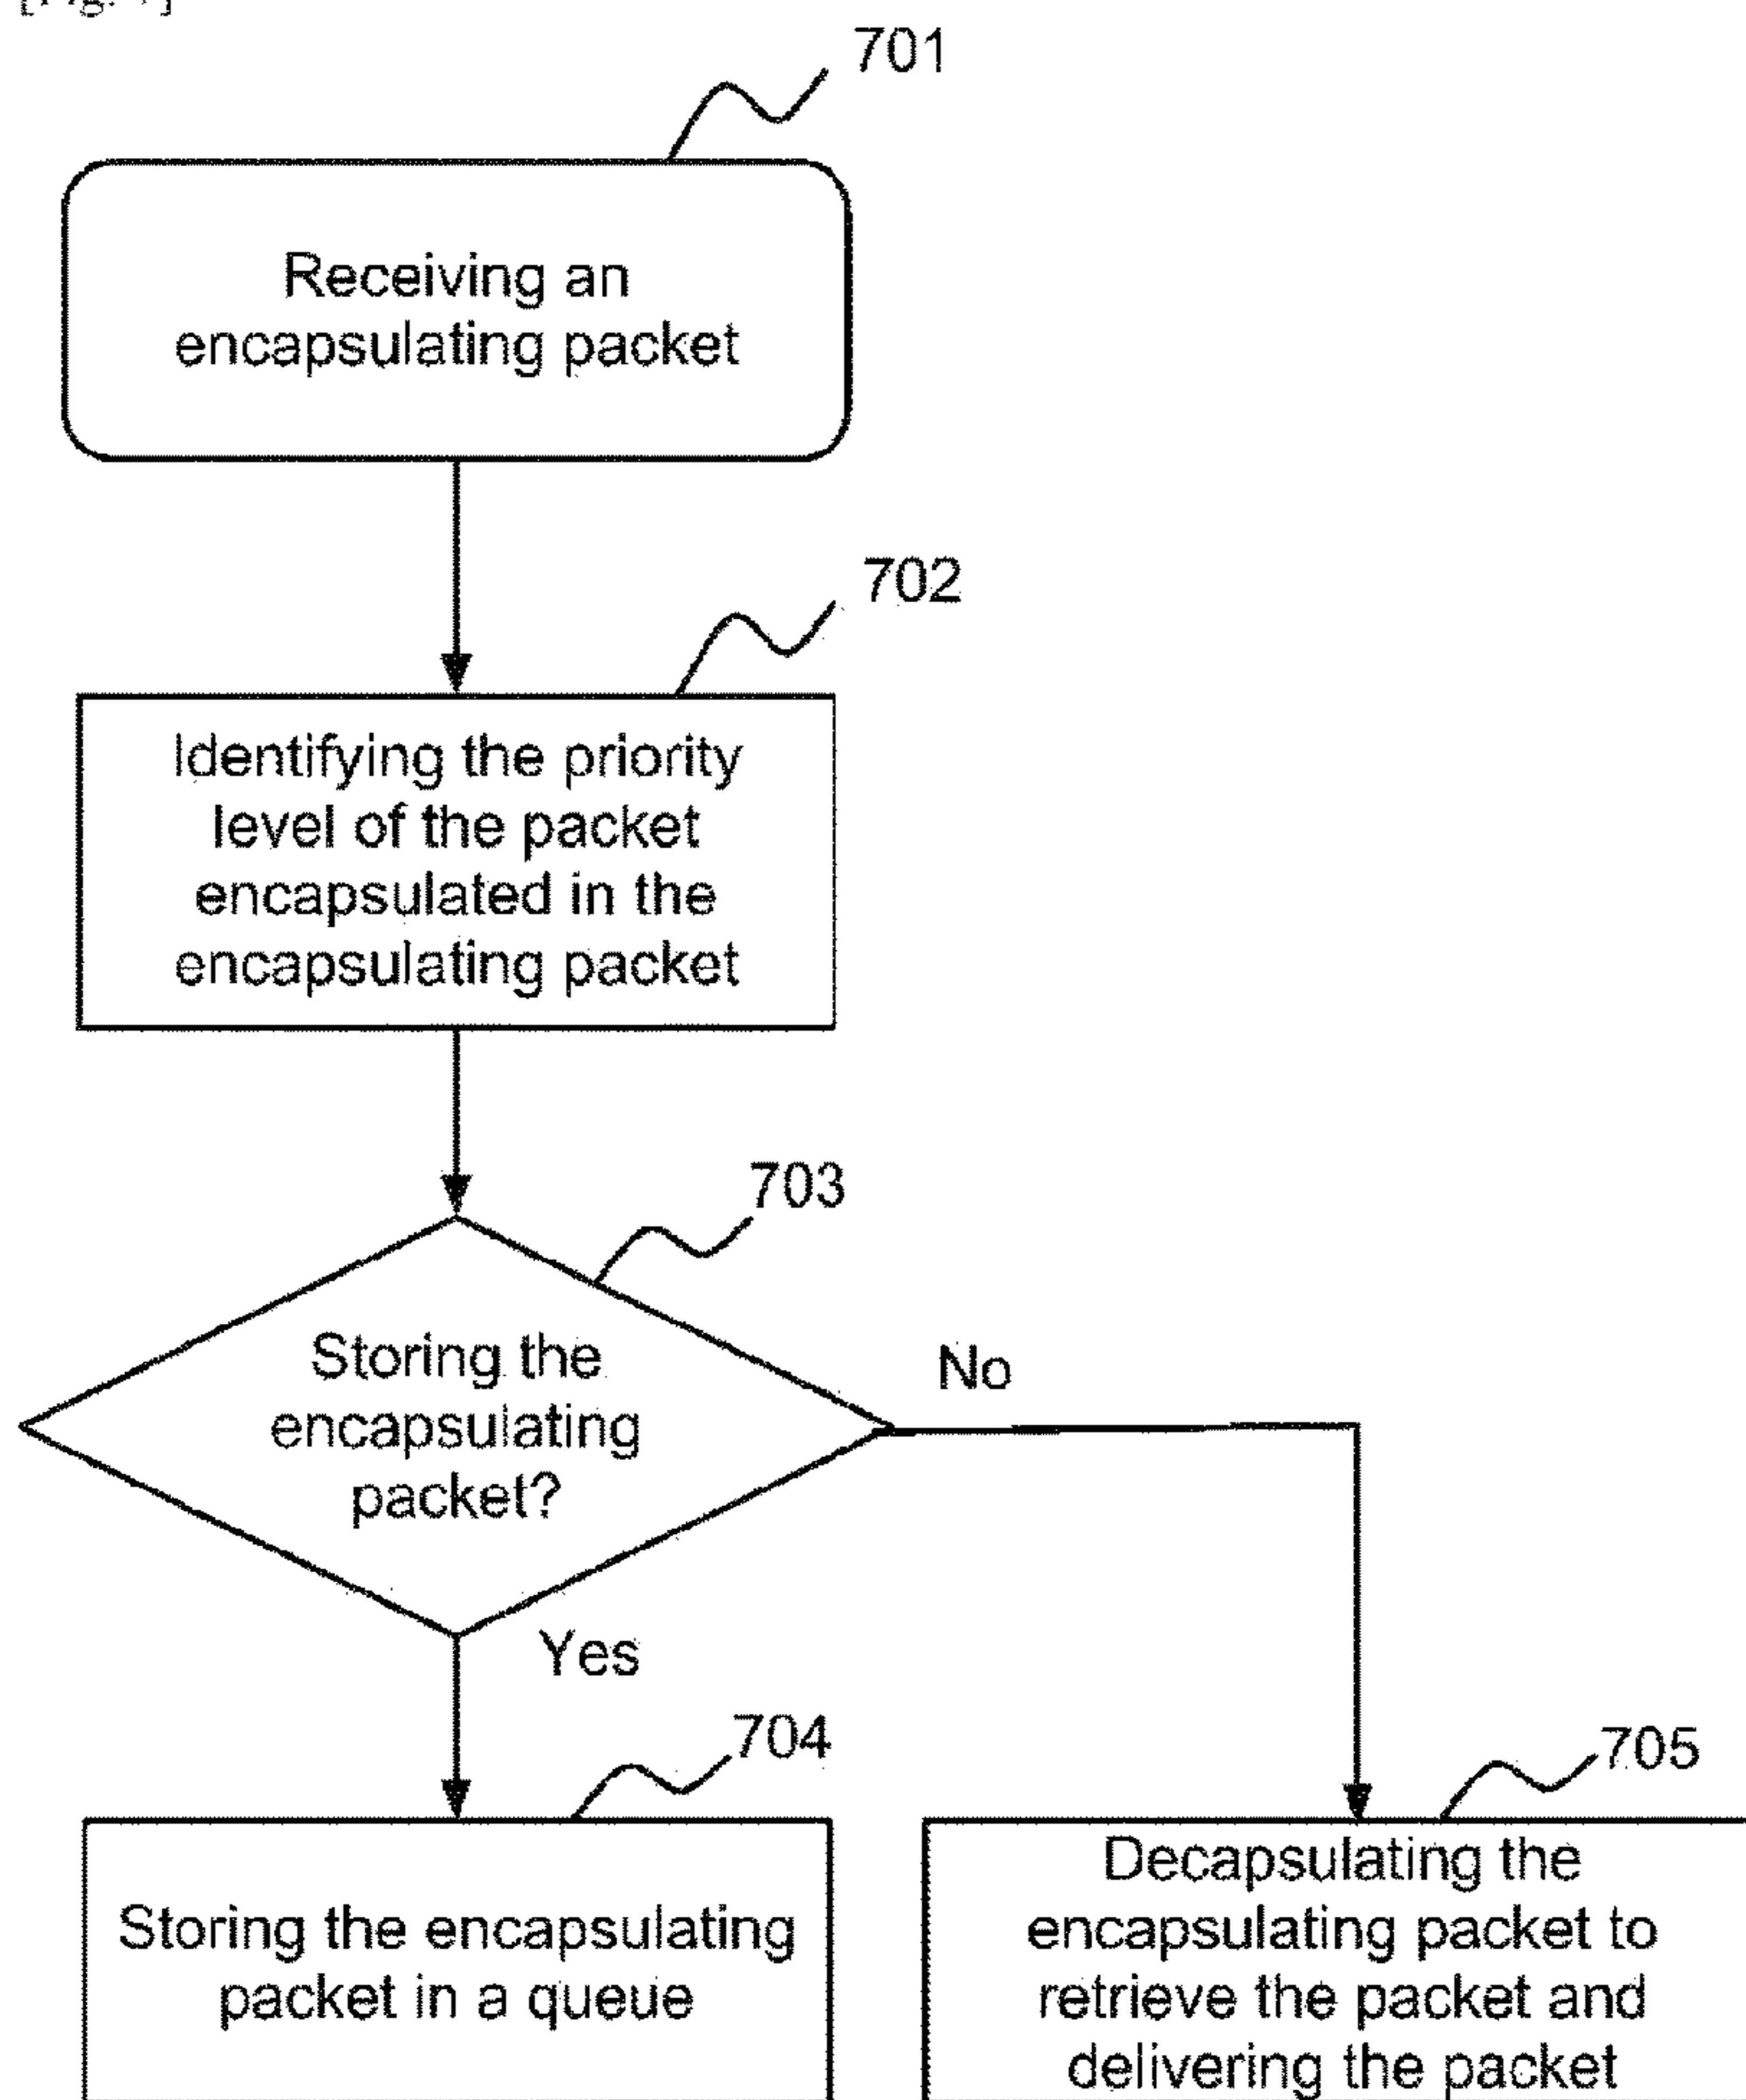 701
Receiving an
encapsulating packet
702
Identifying the priority
level of the packet
encapsulated in the
encapsulating packet
703
Storing the
encapsulating
packet?
No
Yes
704
705
Storing the encapsulating
packet in a queue
Decapsulating the
encapsulating packet to
retrieve the packet and
delivering the packet